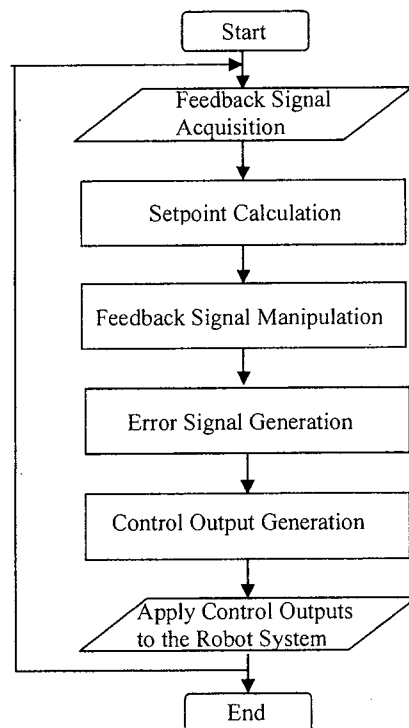 Start
Feedback Signal
Acquisition
Setpoint Calculation
Feedback Signal Manipulation
Error Signal Generation
Control Output Generation
Apply Control Outputs
to the Robot System
End